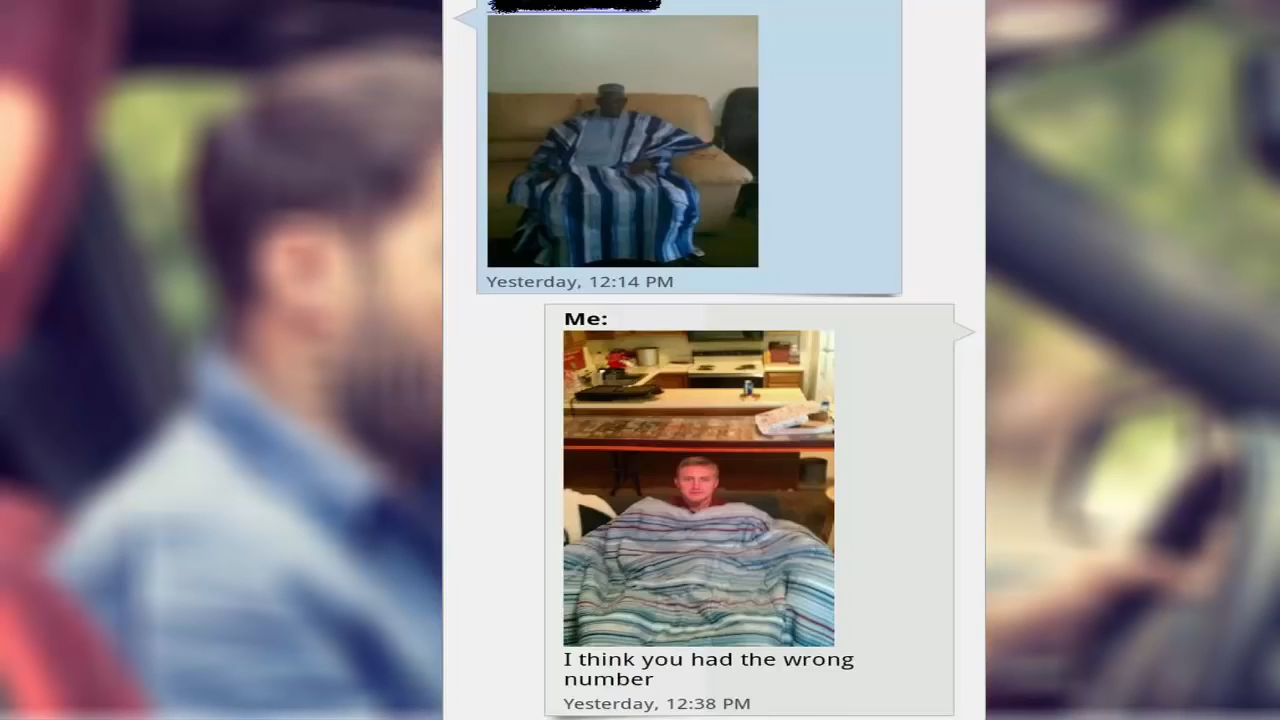 Yesterday, 12:14 PM
Me:
I think you had the wrong
number
Yesterday, 12:38 PM